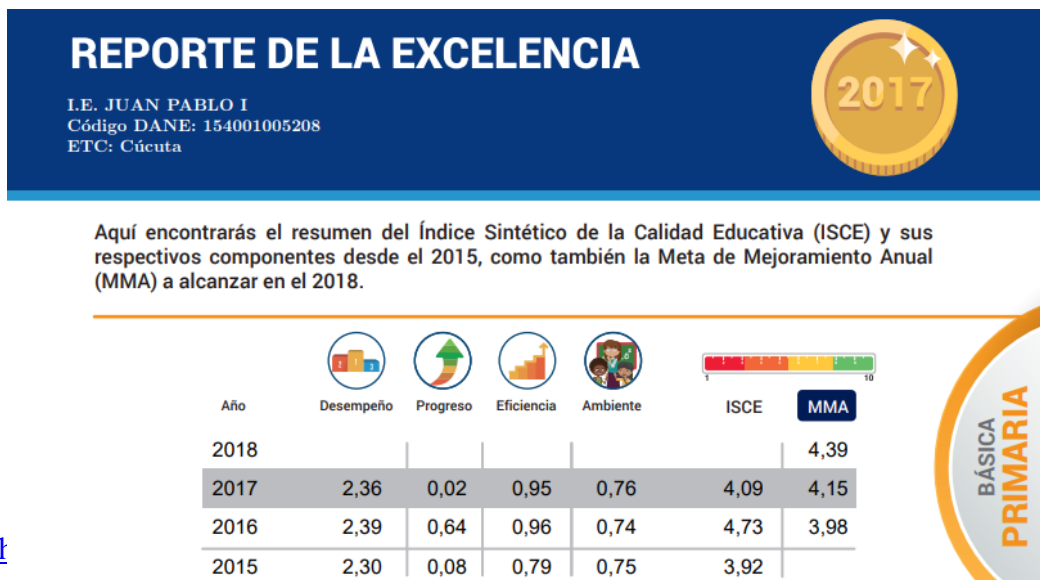 REPORTE DE LA EXCELENCIA
2017
I.E. JUAN PABLO I
Código DANE: 154001005208
ETC: Cúcuta
Aquí encontrarás el resumen del Índice Sintético de la Calidad Educativa (ISCE) y sus
respectivos componentes desde el 2015, como también la Meta de Mejoramiento Anual
(MMA) a alcanzar en el 2018.
2 1 3
1 10
Año Desempeño Progreso Eficiencia Ambiente ISCE MMA
2018 4,39
2017 2,36 0,02 0,95 0,76 4,09 4,15
2016 2,39 0,64 0,96 0,74 4,73 3,98
2015 2,30 0,08 0,79 0,75 3,92
BÁSICA
PRIMARIA